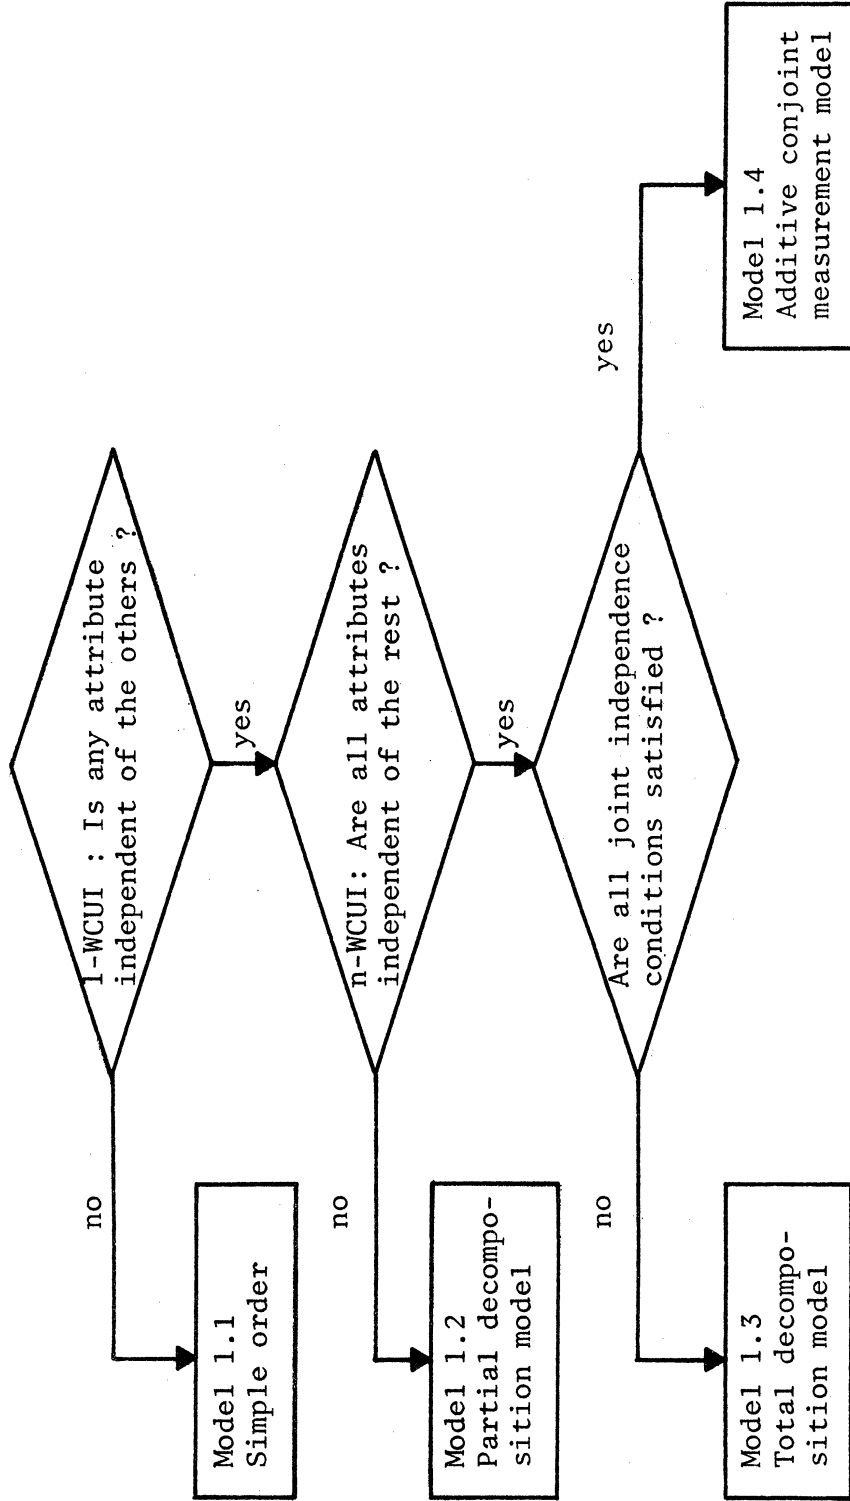 1-WCUI : Is any attribute
independent of the others ?
no
yes
Model 1.1
Simple order
n-WCUI: Are all attributes
independent of the rest ?
no
yes
Model 1.2
Partial decompo-
sition model
Are all joint independence
conditions satisfied ?
no
yes
Model 1.3
Total decompo-
sition model
Model 1.4
Additive conjoint
measurement model